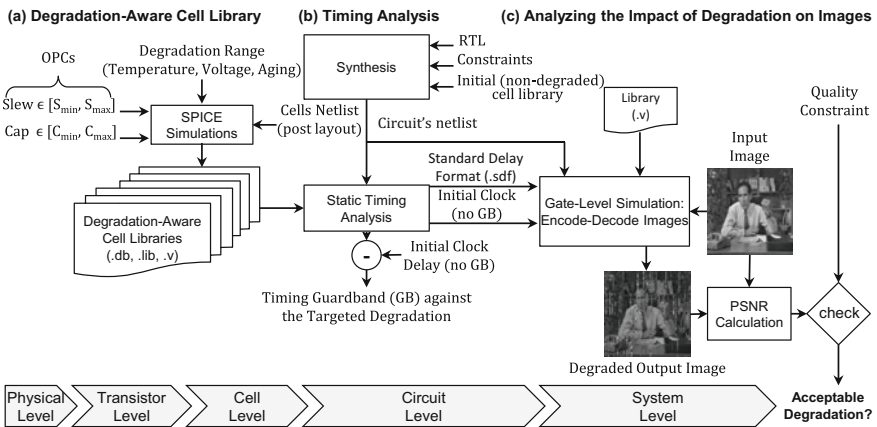 (a) Degradation-Aware Cell Library
OPCs
Degradation Range
(Temperature, Voltage, Aging)
Slew ϵ [Smin, Smax]
Cap ϵ [Cmin, Cmax]
SPICE
Simulations
Cells Netlist
(post layout)
Degradation-Aware
Cell Libraries
(.db, .lib, .v)
(b) Timing Analysis
Synthesis
RTL
Constraints
Initial (non-degraded)
cell library
Circuit's netlist
Static Timing
Analysis
Standard Delay
Format (.sdf)
Initial Clock
(no GB)
-
Initial Clock
Delay (no GB)
Timing Guardband (GB) against
the Targeted Degradation
(c) Analyzing the Impact of Degradation on Images
Library
(.v)
Quality
Constraint
Input
Image
Gate-Level Simulation:
Encode-Decode Images
PSNR
Calculation
check
Degraded Output Image
Acceptable
Degradation?
Physical
Level
Transistor
Level
Cell
Level
Circuit
Level
System
Level